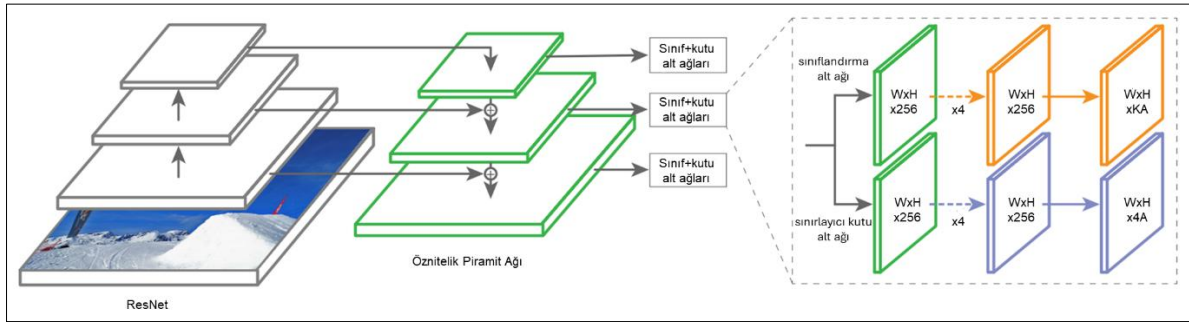 ResNet
Öznitelik Piramit Ağı
Sınıf+kutu
alt ağları
Sınıf+kutu
alt ağları
Sınıf+kutu
alt ağları
sınıflandırma
alt ağı
WxH
x256
x4
WxH
x256
WxH
xKA
sınırlayıcı kutu
alt ağı
WxH
x256
x4
WxH
x256
WxH
x4A